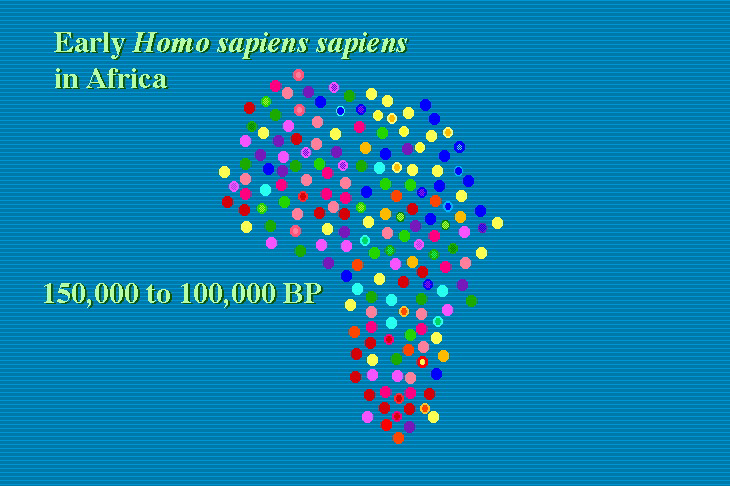 Early Homo sapiens sapiens
in Africa
150,000 to 100,000 BP